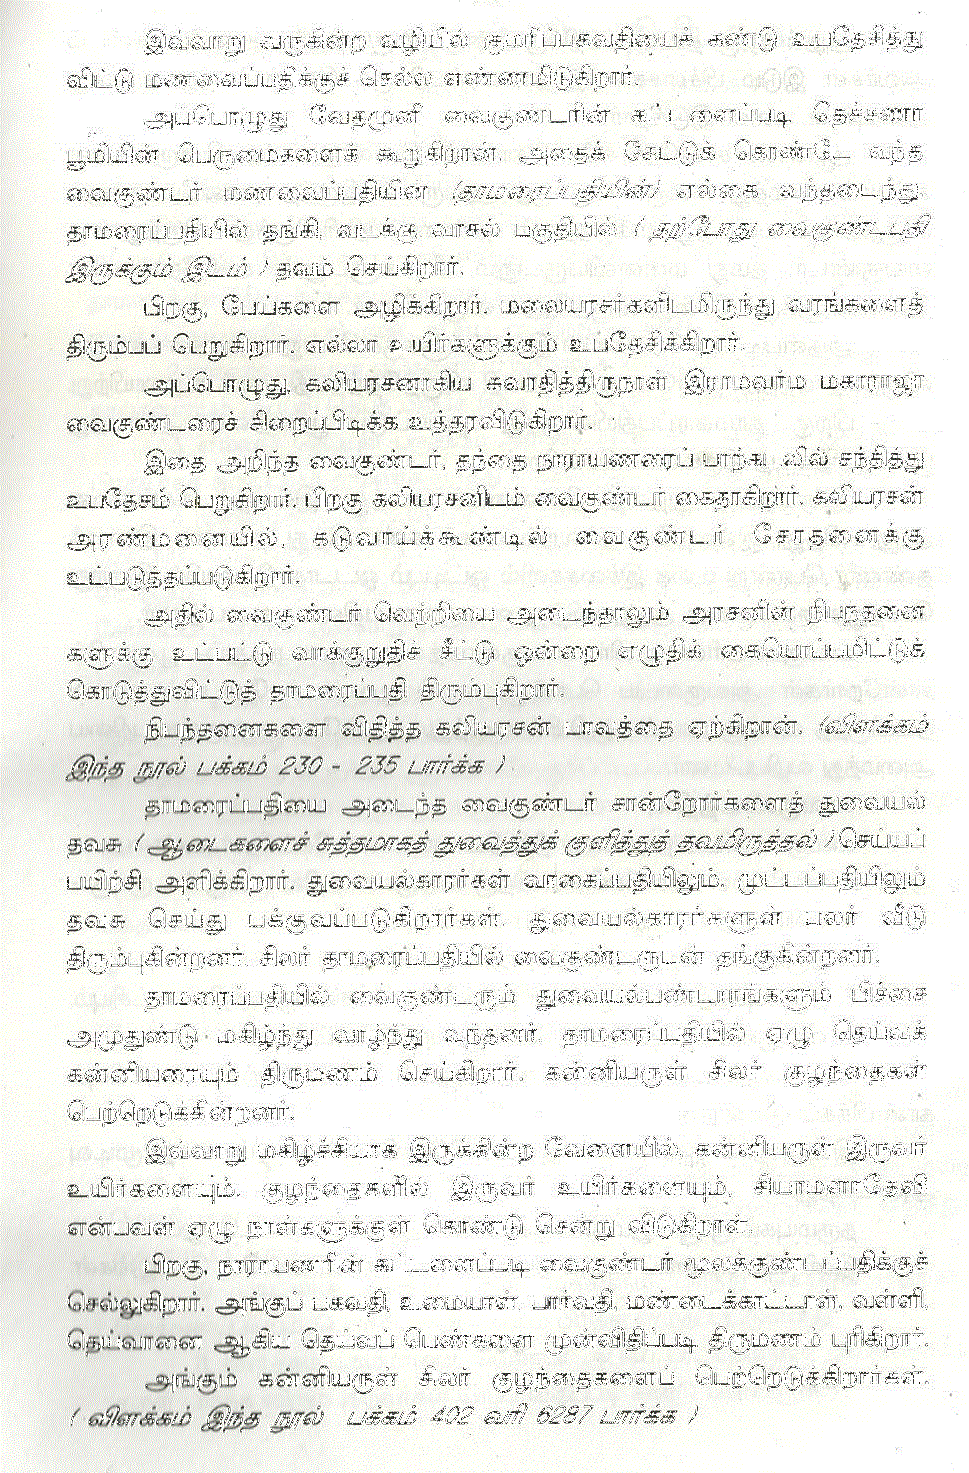 இவ்வாறு வருகின்ற வழியில் குமரிப்பகவதியைக் கண்டு உபதேசித்து
விட்டு மணவைப்பதிக்குச் செல்ல எண்ணமிடுகிறார்.
அப்பொழுது வேதமுனி வைகுண்டரின் கட்டளைப்படி தெச்சணா
பூமியின் பெருமைகளைக் கூறுகிறான். அதைக் கேட்டுக் கொண்டே வந்த
வைகுண்டர் மணவைப்பதியின் (தாமரைப்பதியின்) எல்கை வந்தடைந்து,
தாமரைப்பதியில் தங்கி, வடக்கு வாசல் பகுதியில் ( தற்போது வைகுண்டபதி
இருக்கும் இடம் ) தவம் செய்கிறார்.
பிறகு, பேய்களை அழிக்கிறார். மலையரசர்களிடமிருந்து வரங்களைத்
திரும்பப் பெறுகிறார். எல்லா உயிர்களுக்கும் உபதேசிக்கிறார்.
அப்பொழுது, கலியரசனாகிய சுவாதித்திருநாள் இராமவர்ம மகாராஜா
வைகுண்டரைச் சிறைப்பிடிக்க உத்தரவிடுகிறார்.
இதை அறிந்த வைகுண்டர், தந்தை நாராயணரைப் பாற்கடலில் சந்தித்து
உபதேசம் பெறுகிறார். பிறகு கலியரசனிடம் வைகுண்டர் கைதாகிறார். கலியரசன்
அரண்மனையில், கடுவாய்க்கூண்டில் வைகுண்டர் சோதனைக்கு
உட்படுத்தப்படுகிறார்.
அதில் வைகுண்டர் வெற்றியை அடைந்தாலும் அரசனின் நிபந்தனை
களுக்கு உட்பட்டு வாக்குறுதிச் சீட்டு ஒன்றை எழுதிக் கையொப்பமிட்டுக்
கொடுத்துவிட்டுத் தாமரைப்பதி திரும்புகிறார்.
நிபந்தனைகளை விதித்த கலியரசன் பாவத்தை ஏற்கிறான். (விளக்கம்
இந்த நூல் பக்கம் 230 - 235 பார்க்க )
தாமரைப்பதியை அடைந்த வைகுண்டர் சான்றோர்களைத் துவையல்
தவசு ( ஆடைகளைச் சுத்தமாகத் துவைத்துக் குளித்துத் தவமிருத்தல் ) செய்யப்
பயிற்சி அளிக்கிறார். துவையல்காரர்கள் வாகைப்பதியிலும், முட்டப்பதியிலும்
தவசு செய்து பக்குவப்படுகிறார்கள். துவையல்காரர்களுள் பலர் வீடு
திரும்புகின்றனர். சிலர் தாமரைப்பதியில் வைகுண்டருடன் தங்குகின்றனர்.
தாமரைப்பதியில் வைகுண்டரும் துவையல்பண்டாரங்களும் பிச்சை
அமுதுண்டு மகிழ்ந்து வாழ்ந்து வந்தனர். தாமரைப்பதியில் ஏழு தெய்வக்
கன்னியரையும் திருமணம் செய்கிறார். கன்னியருள் சிலர் குழந்தைகள்
பெற்றெடுக்கின்றனர்.
இவ்வாறு மகிழ்ச்சியாக இருக்கின்ற வேளையில், கன்னியருள் இருவர்
உயிர்களையும், குழந்தைகளில் இருவர் உயிர்களையும், சியாமளாதேவி
என்பவள் ஏழு நாள்களுக்குள் கொண்டு சென்று விடுகிறாள்.
பிறகு, நாராயணரின் கட்டளைப்படி வைகுண்டர் மூலக்குண்டப்பதிக்குச்
செல்லுகிறார். அங்குப் பகவதி, உமையாள், பார்வதி, மண்டைக்காட்டாள், வள்ளி,
தெய்வானை ஆகிய தெய்வப் பெண்களை முன்விதிப்படி திருமணம் புரிகிறார்.
அங்கும் கன்னியருள் சிலர் குழந்தைகளைப் பெற்றெடுக்கிறார்கள்.
( விளக்கம் இந்த நூல் பக்கம் 402 வரி 6287 பார்க்க )